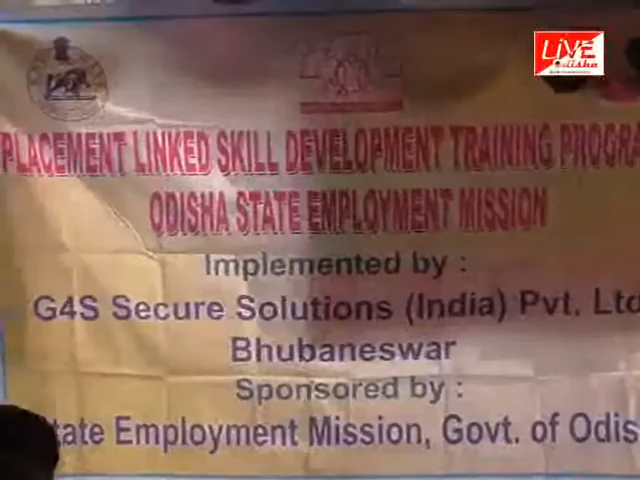 LiVE
Odisha
PLACEMENT LINKED SKILL DEVELOPMENT TRAINING PROGRA
ODISHA STATE EMPLOYMENT MISSION
Implemented by :
G4S Secure Solutions (India) Pvt. Ltd
Bhubaneswar
Sponsored by :
tate Employment Mission, Govt. of Odis